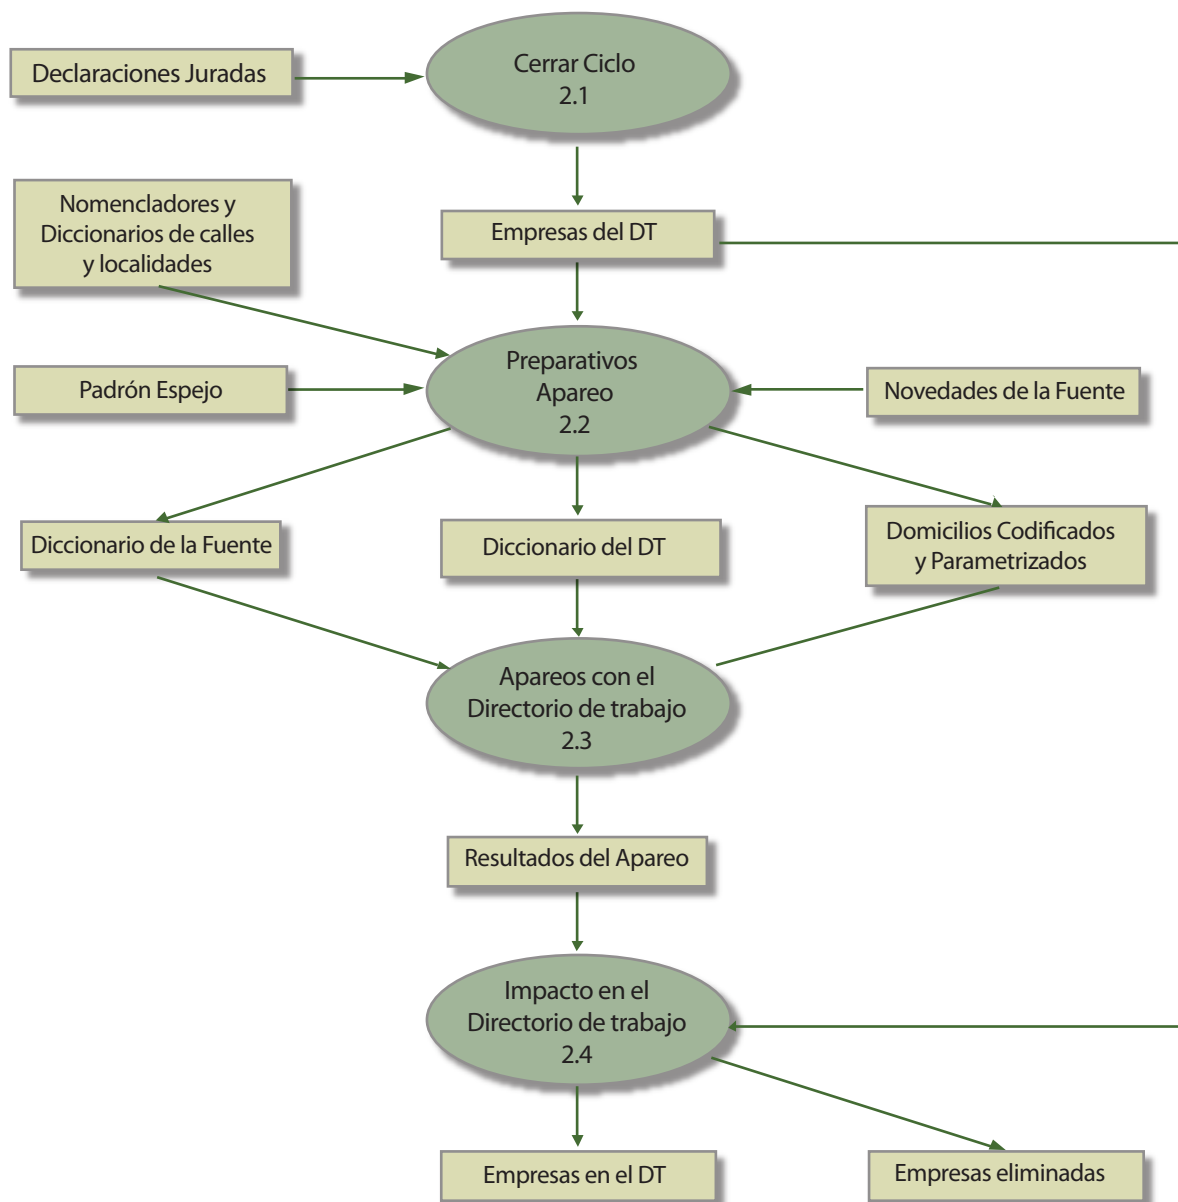 Declaraciones Juradas
Cerrar Ciclo
2.1
Nomencladores y
Diccionarios de calles
y localidades
Empresas del DT
Padrón Espejo
Preparativos
Apareo
2.2
Novedades de la Fuente
Diccionario de la Fuente
Diccionario del DT
Domicilios Codificados
y Parametrizados
Apareos con el
Directorio de trabajo
2.3
Resultados del Apareo
Impacto en el
Directorio de trabajo
2.4
Empresas en el DT
Empresas eliminadas